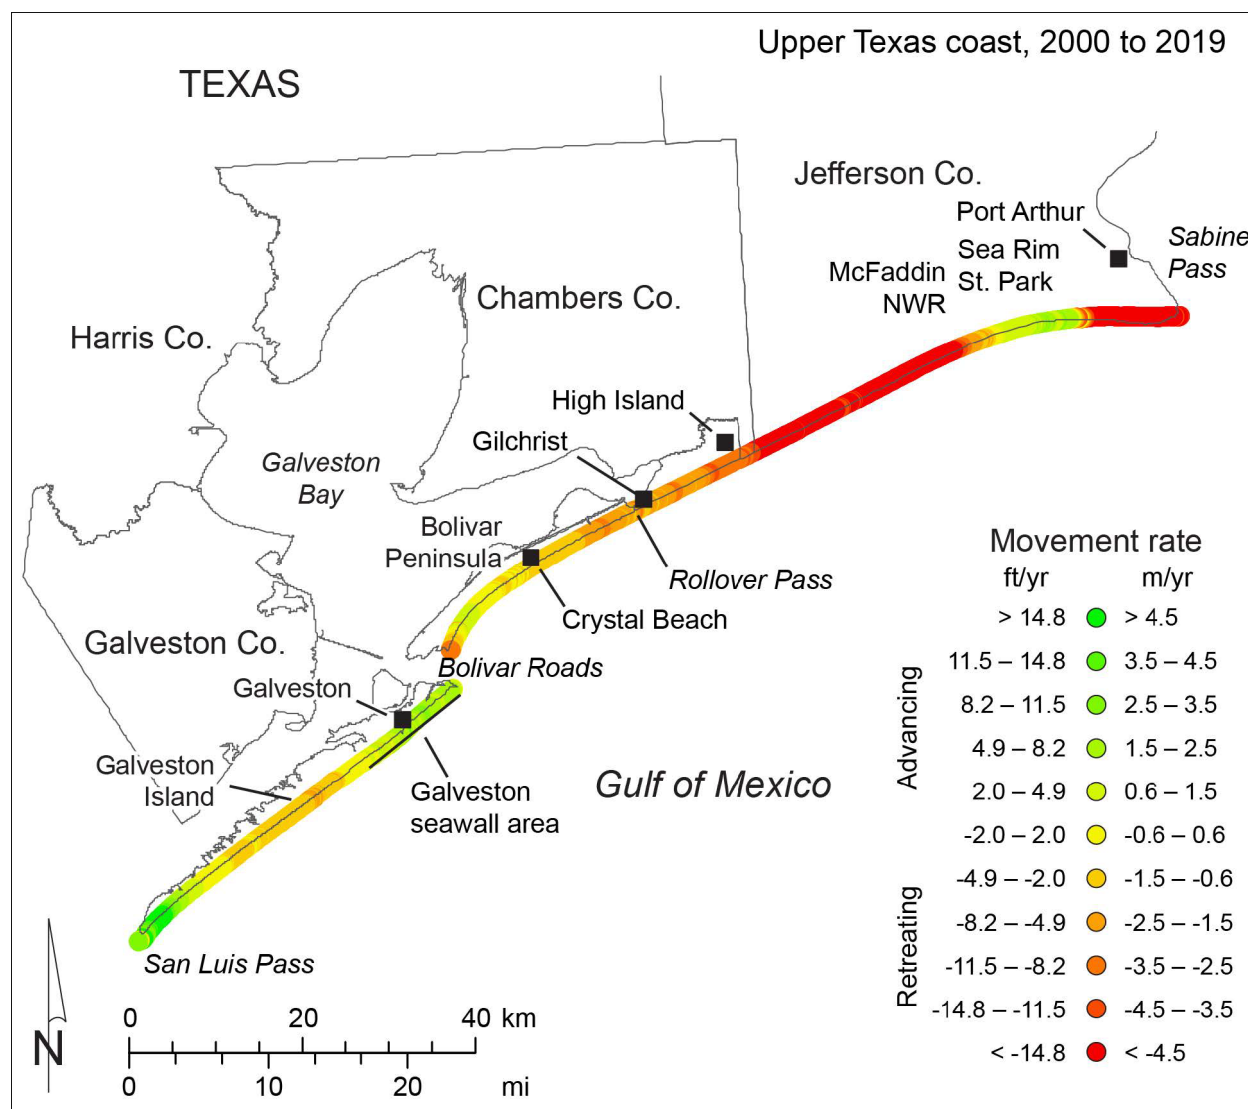 Upper Texas coast, 2000 to 2019
TEXAS
Jefferson Co.
Port Arthur
Sabine
Pass
Sea Rim
St. Park
McFaddin
NWR
Chambers Co.
Harris Co.
High Island
Gilchrist
Galveston
Bay
Bolivar
Peninsula
Rollover Pass
Crystal Beach
Galveston Co.
Bolivar Roads
Galveston
Galveston
Island
Galveston
seawall area
Gulf of Mexico
San Luis Pass
Movement rate
ft/yr m/yr
> 14.8 > 4.5
11.5 – 14.8 3.5 – 4.5
8.2 – 11.5 2.5 – 3.5
4.9 – 8.2 1.5 – 2.5
2.0 – 4.9 0.6 – 1.5
-2.0 – 2.0 -0.6 – 0.6
-4.9 – -2.0 -1.5 – -0.6
-8.2 – -4.9 -2.5 – -1.5
-11.5 – -8.2 -3.5 – -2.5
-14.8 – -11.5 -4.5 – -3.5
< -14.8 < -4.5
Advancing
Retreating
N
0 20 40 km
0 10 20 mi